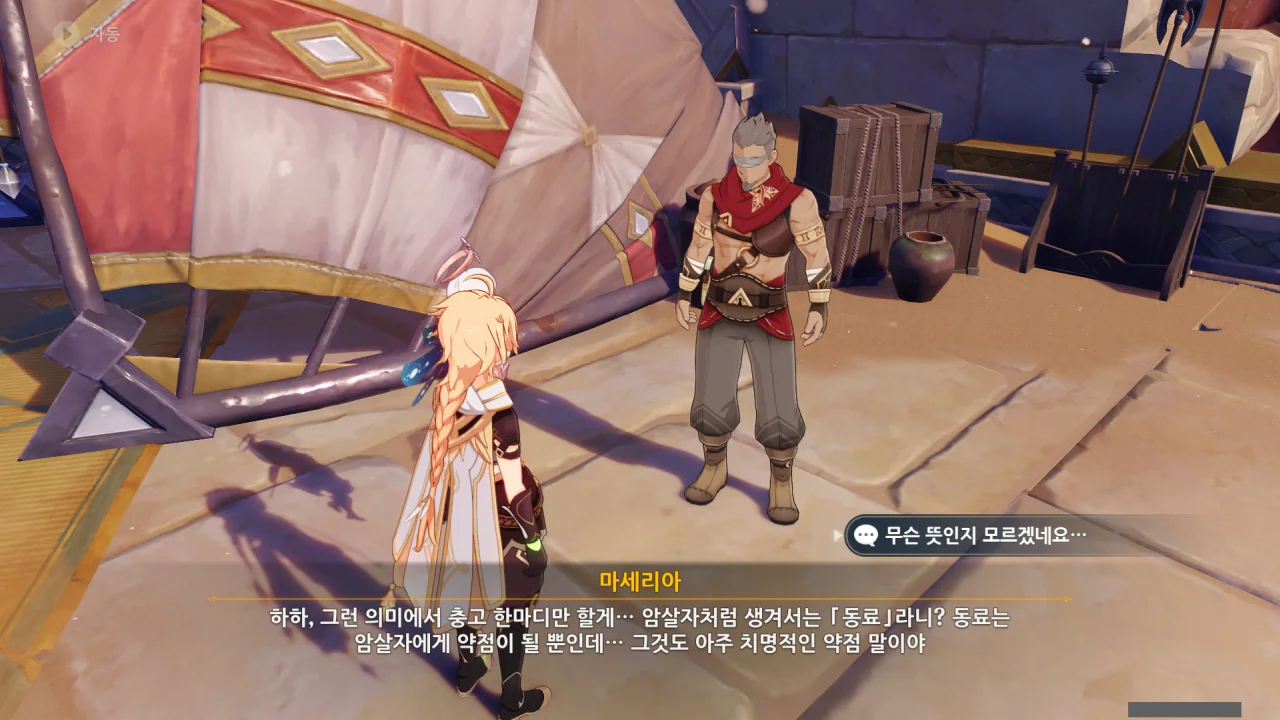 자동
무슨 뜻인지 모르겠네요…
마세리아
하하, 그런 의미에서 충고 한마디만 할게… 암살자처럼 생겨서는 「동료」라니? 동료는
암살자에게 약점이 될 뿐인데… 그것도 아주 치명적인 약점 말이야